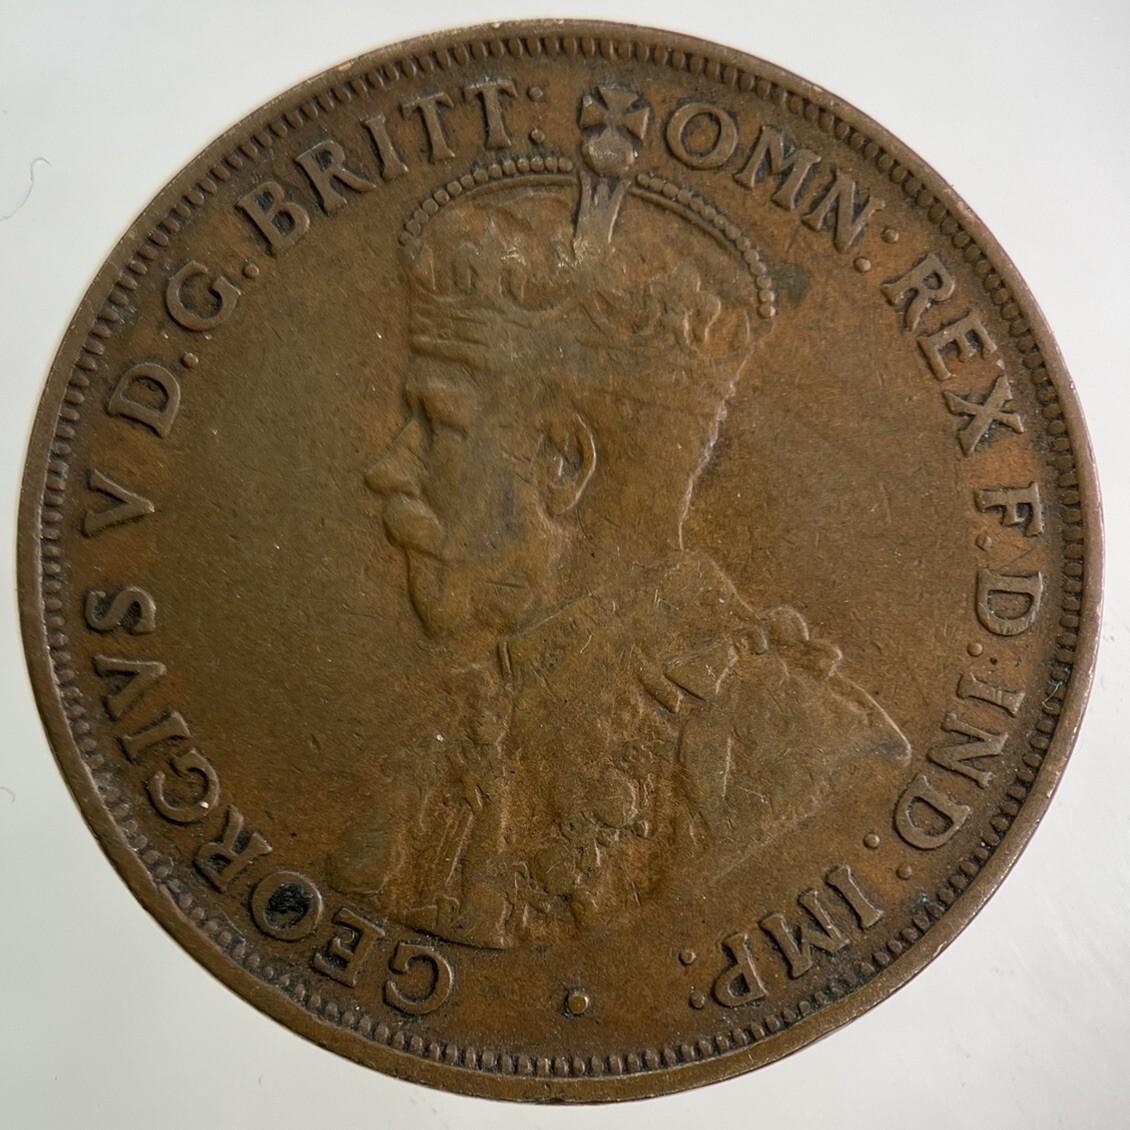 GEORGIVS V D.G.BRITT: OMN: REX F.D: IND: IMP: